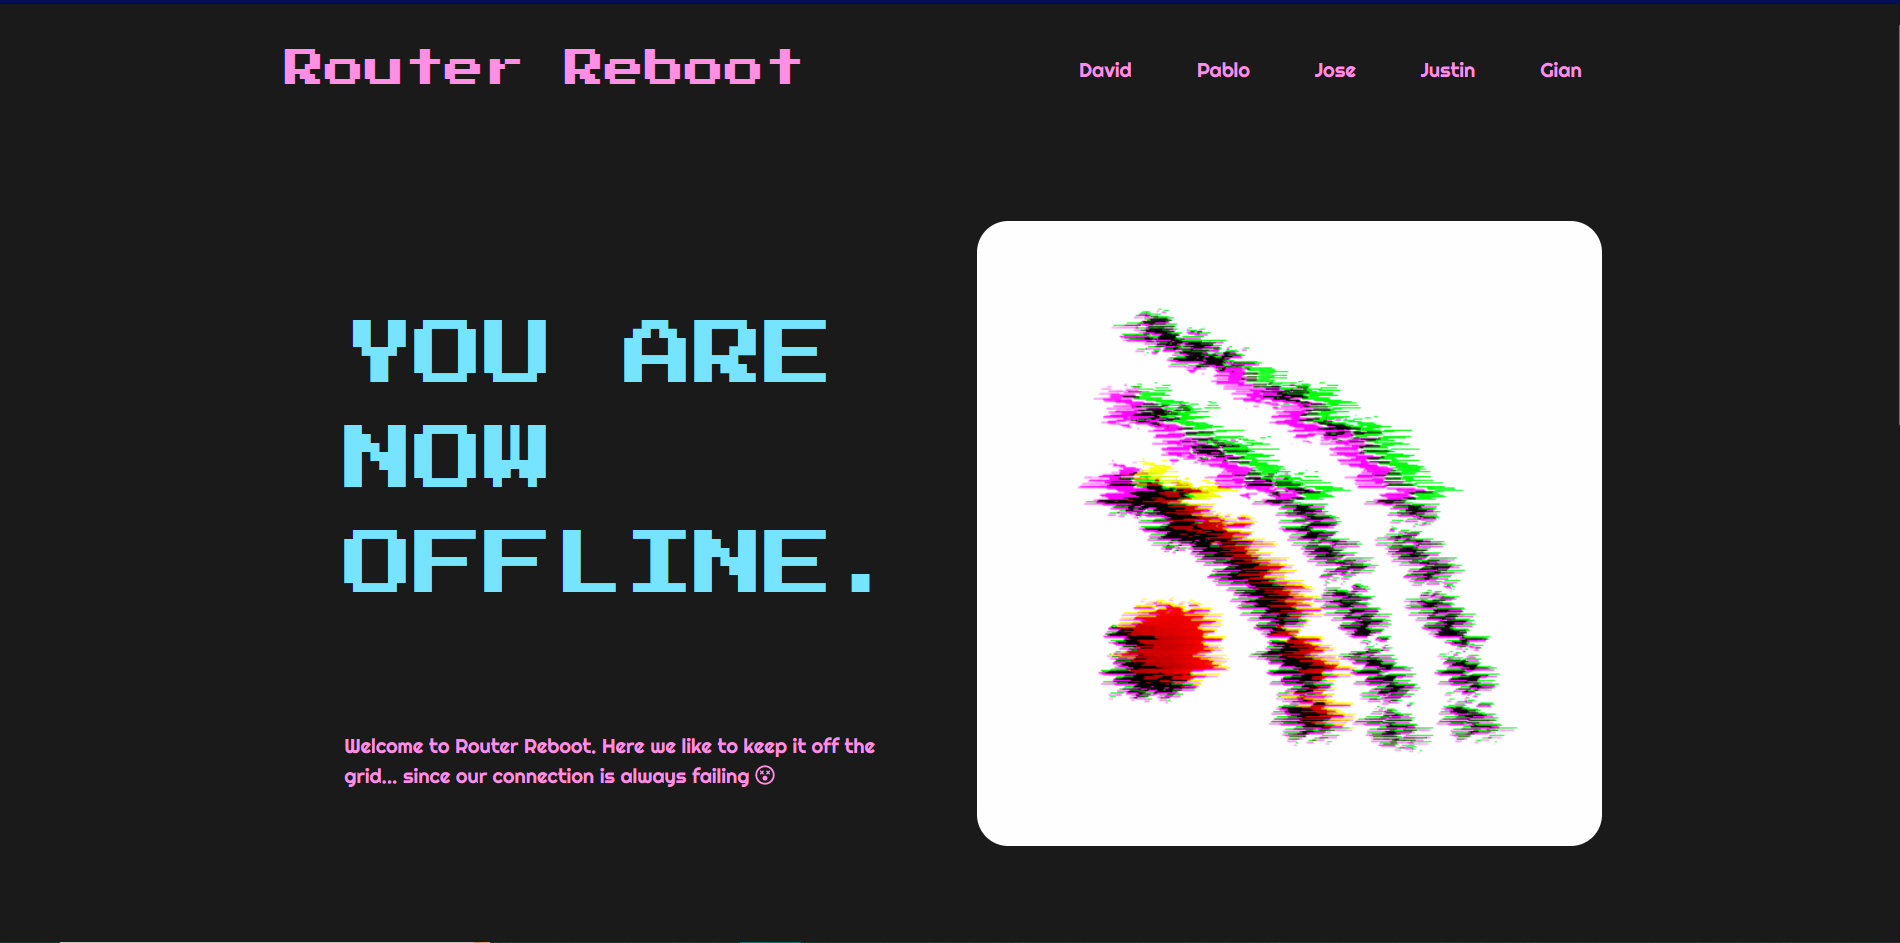 Router Reboot
David Pablo Jose Justin Gian
YOU ARE
NOW
OFFLINE.
Welcome to Router Reboot. Here we like to keep it off the
grid... since our connection is always failing 😵